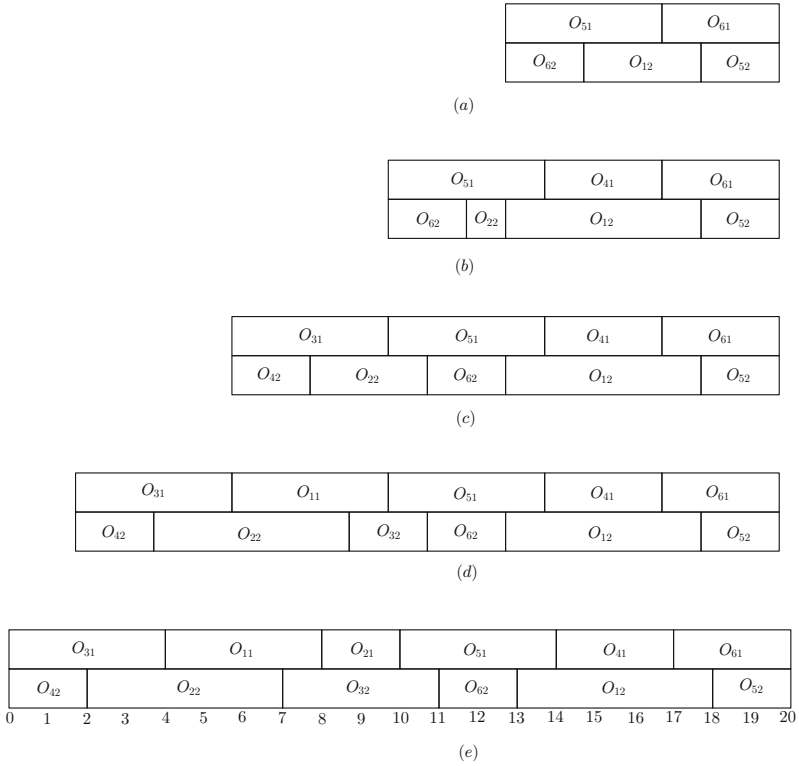 O₅₁ O₆₁
O₆₂ O₁₂ O₅₂
(a)
O₅₁ O₄₁ O₆₁
O₆₂ O₂₂ O₁₂ O₅₂
(b)
O₃₁ O₅₁ O₄₁ O₆₁
O₄₂ O₂₂ O₆₂ O₁₂ O₅₂
(c)
O₃₁ O₁₁ O₅₁ O₄₁ O₆₁
O₄₂ O₂₂ O₃₂ O₆₂ O₁₂ O₅₂
(d)
O₃₁ O₁₁ O₂₁ O₅₁ O₄₁ O₆₁
O₄₂ O₂₂ O₃₂ O₆₂ O₁₂ O₅₂
0 1 2 3 4 5 6 7 8 9 10 11 12 13 14 15 16 17 18 19 20
(e)